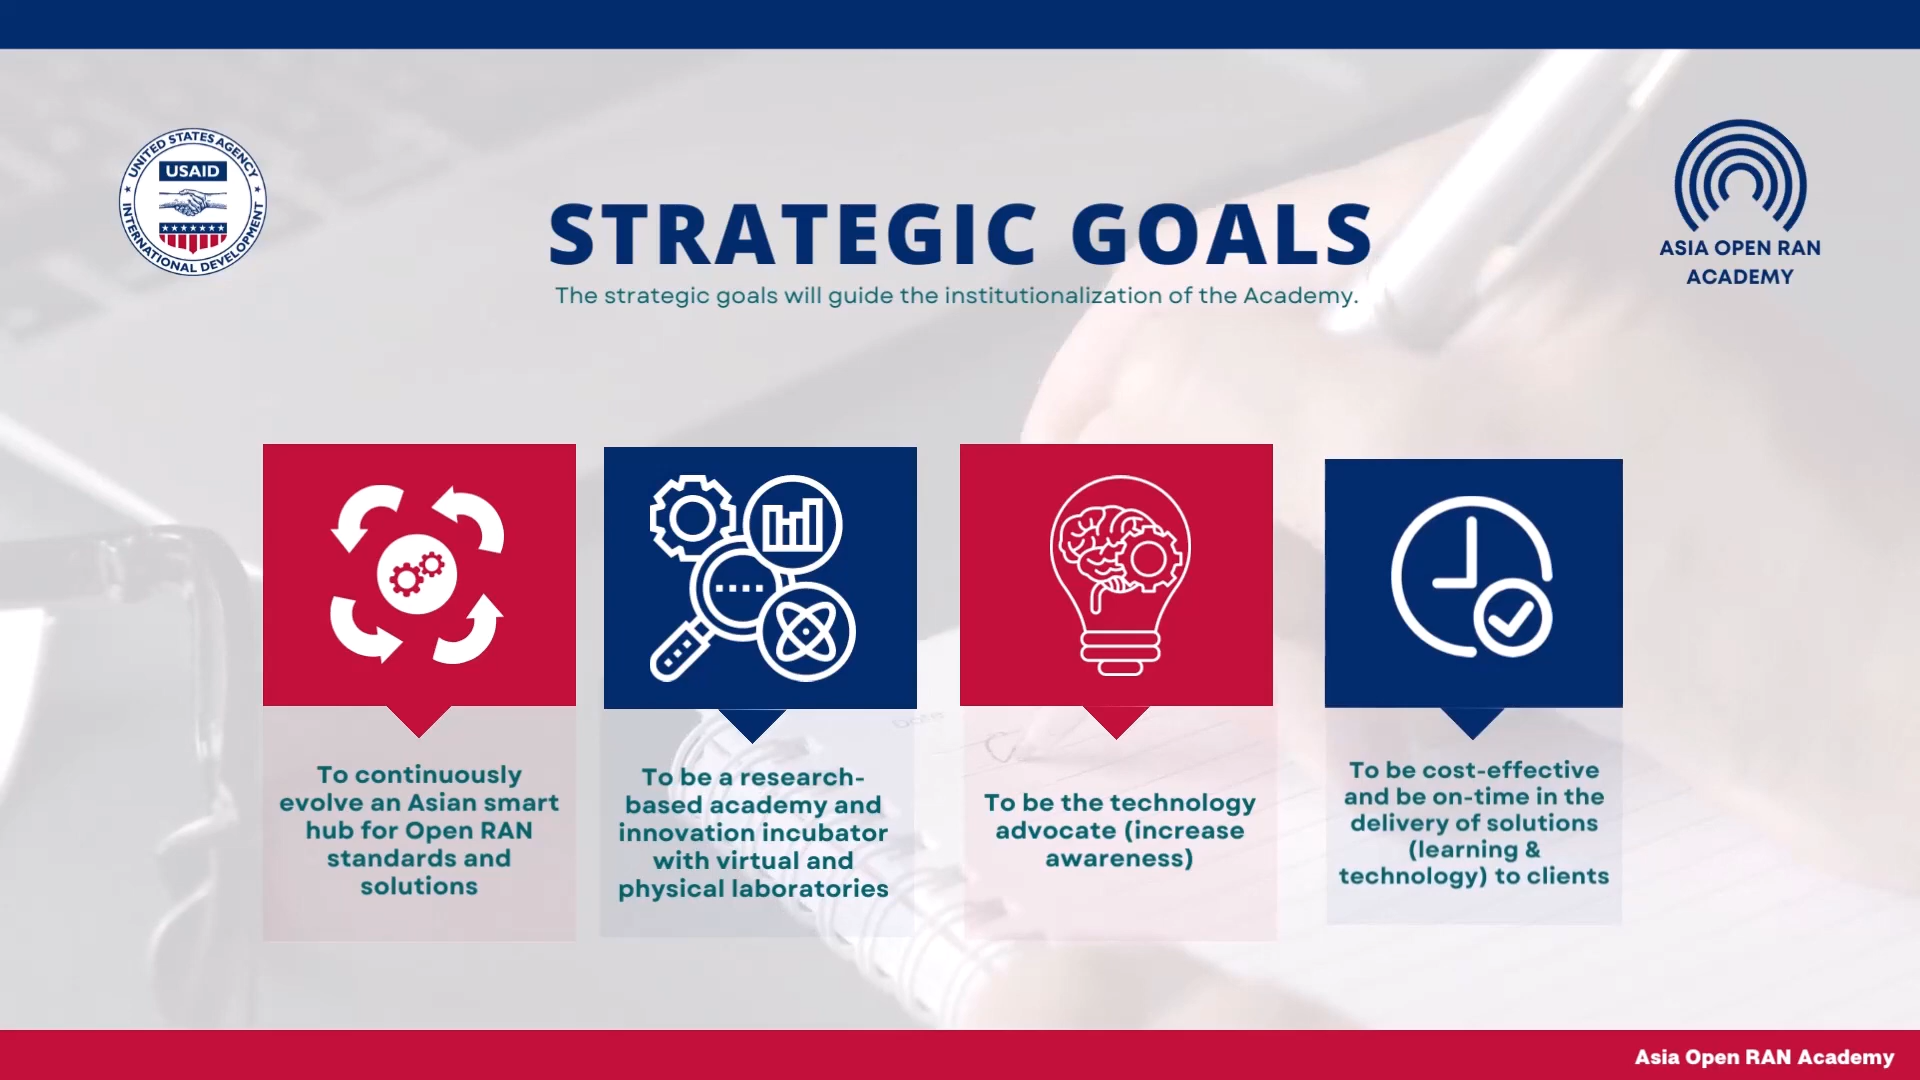 UNITED STATES AGENCY
USAID
INTERNATIONAL DEVELOPMENT
ASIA OPEN RAN
ACADEMY
STRATEGIC GOALS
The strategic goals will guide the institutionalization of the Academy.
To continuously
evolve an Asian smart
hub for Open RAN
standards and
solutions
To be a research-
based academy and
innovation incubator
with virtual and
physical laboratories
To be the technology
advocate (increase
awareness)
To be cost-effective
and be on-time in the
delivery of solutions
(learning &
technology) to clients
Date
Asia Open RAN Academy